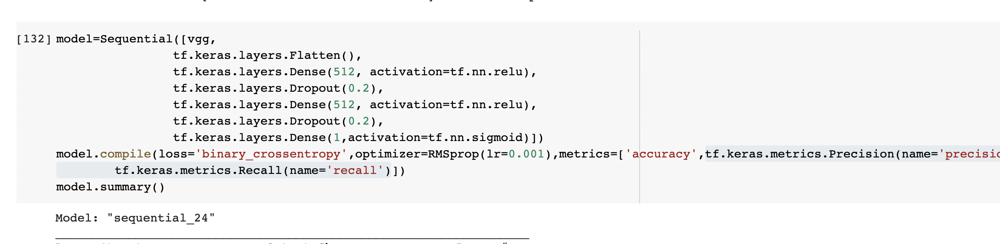 [132] model=Sequential([vgg,
tf.keras.layers.Flatten(),
tf.keras.layers.Dense(512, activation=tf.nn.relu),
tf.keras.layers.Dropout(0.2),
tf.keras.layers.Dense(512, activation=tf.nn.relu),
tf.keras.layers.Dropout(0.2),
tf.keras.layers.Dense(1,activation=tf.nn.sigmoid)])
model.compile(loss='binary_crossentropy',optimizer=RMSprop(lr=0.001),metrics=['accuracy',tf.keras.metrics.Precision(name='precisio
tf.keras.metrics.Recall(name='recall')])
model.summary()
Model: "sequential_24"